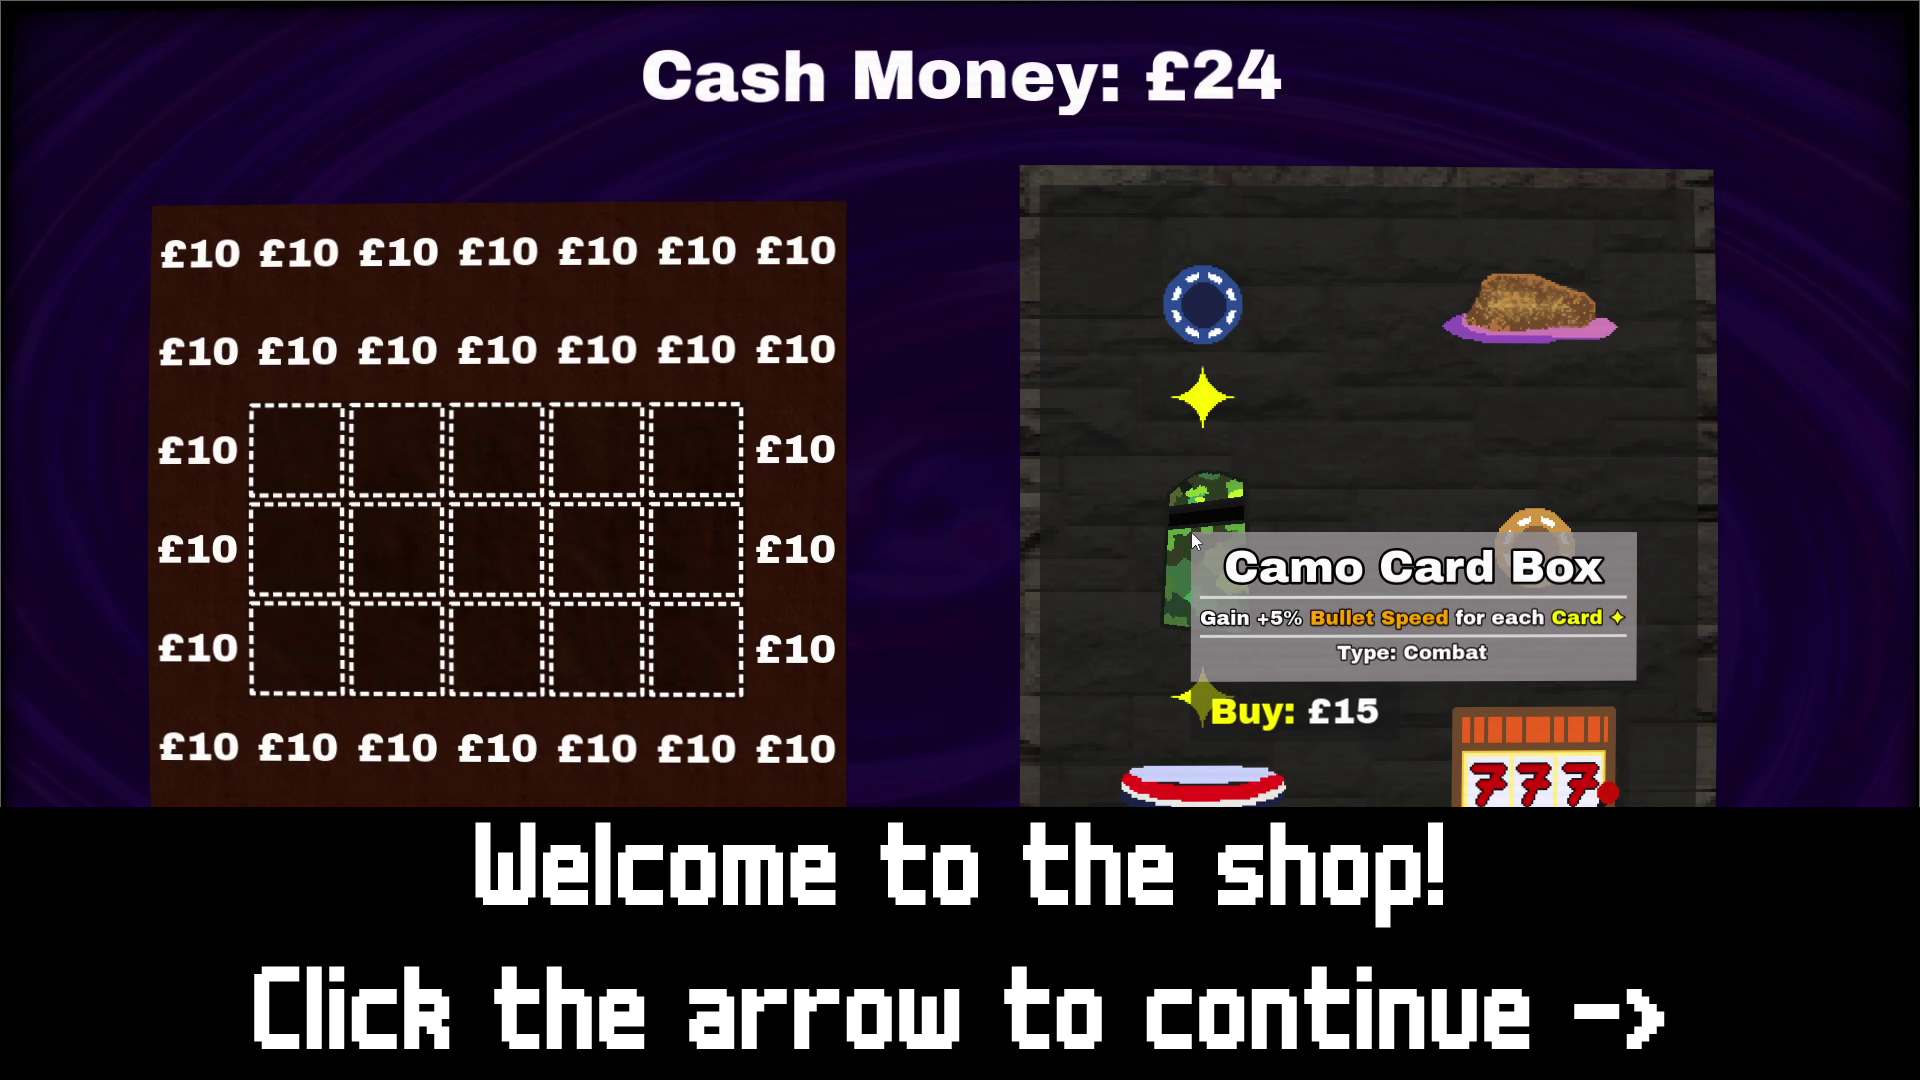 Cash Money: £24
£10 £10 £10 £10 £10 £10 £10
£10 £10 £10 £10 £10 £10 £10
£10 £10
£10 £10
£10 £10
£10 £10 £10 £10 £10 £10 £10
Camo Card Box
Gain +5% Bullet Speed for each Card ✦
Type: Combat
Buy: £15
777
Welcome to the shop!
Click the arrow to continue ->